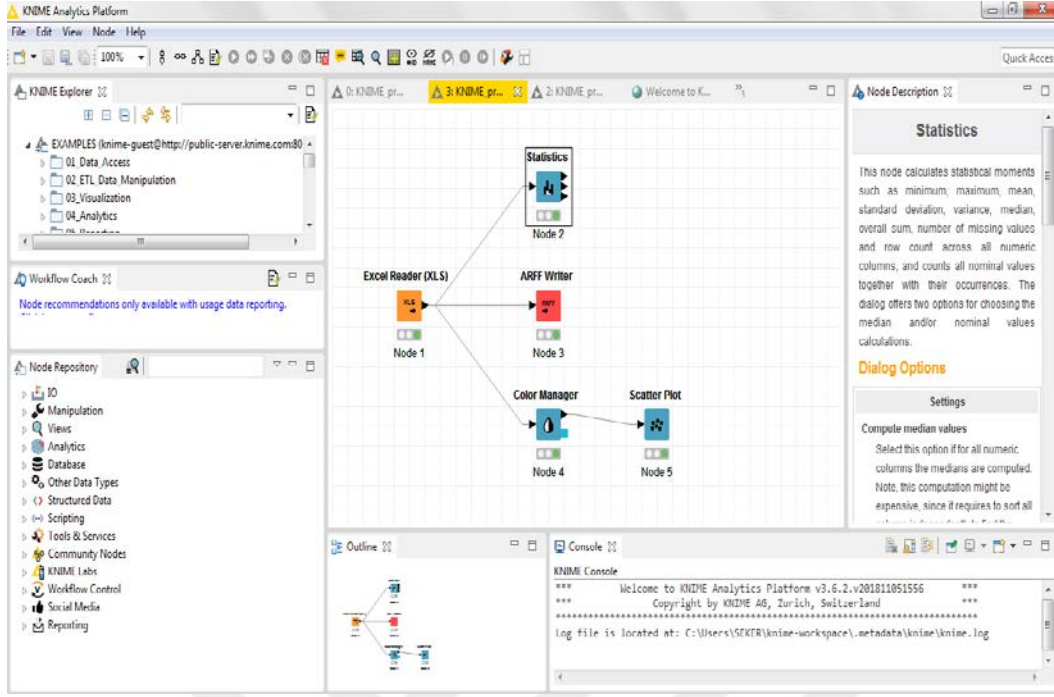 KNIME Analytics Platform
File Edit View Node Help
100%
Quick Acces
KNIME Explorer
EXAMPLES (knime-guest@http://public-server.knime.com:80
01_Data_Access
02_ETL_Data_Manipulation
03_Visualization
04_Analytics
Workflow Coach
Node recommendations only available with usage data reporting.
Node Repository
IO
Manipulation
Views
Analytics
Database
Other Data Types
Structured Data
Scripting
Tools & Services
Community Nodes
KNIME Labs
Workflow Control
Social Media
Reporting
0: KNIME_pr...
3: KNIME_pr...
2: KNIME_pr...
Welcome to K...
Statistics
Node 2
Excel Reader (XLS)
XLS
Node 1
ARFF Writer
Node 3
Color Manager
Node 4
Scatter Plot
Node 5
Node Description
Statistics
This node calculates statistical moments
such as minimum, maximum, mean,
standard deviation, variance, median,
overall sum, number of missing values
and row count across all numeric
columns, and counts all nominal values
together with their occurrences. The
dialog offers two options for choosing the
median and/or nominal values
calculations.
Dialog Options
Settings
Compute median values
Select this option if for all numeric
columns the medians are computed.
Note, this computation might be
expensive, since it requires to sort all
Outline
Console
KNIME Console
*** Welcome to KNIME Analytics Platform v3.6.2.v201811051556 ***
*** Copyright by KNIME AG, Zurich, Switzerland ***
Log file is located at: C:\Users\SEKER\knime-workspace\.metadata\knime\knime.log